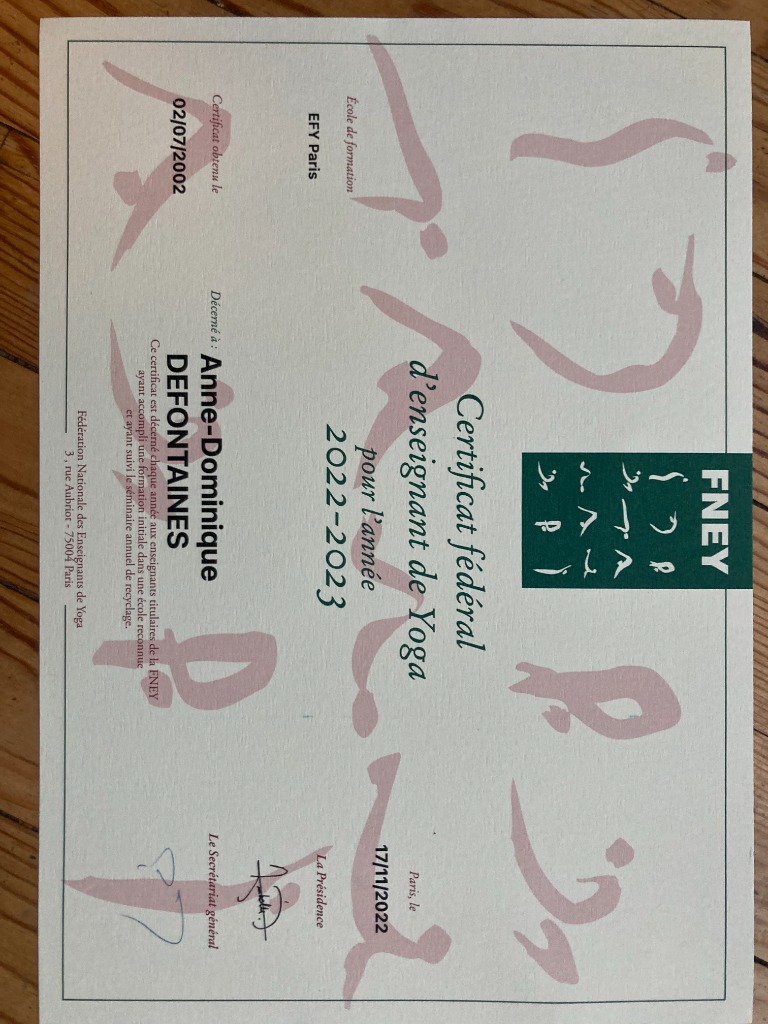 FNEY
Certificat fédéral
d'enseignant de Yoga
pour l'année
2022-2023
École de formation
EFY Paris
Paris, le
17/11/2022
Certificat obtenu le
02/07/2002
Décerné à :
Anne-Dominique
DEFONTAINES
La Présidence
Le Secrétariat général
Ce certificat est décerné chaque année aux enseignants titulaires de la FNEY
ayant accompli une formation initiale dans une école reconnue
et ayant suivi le séminaire annuel de recyclage.
Fédération Nationale des Enseignants de Yoga
3, rue Aubriot - 75004 Paris